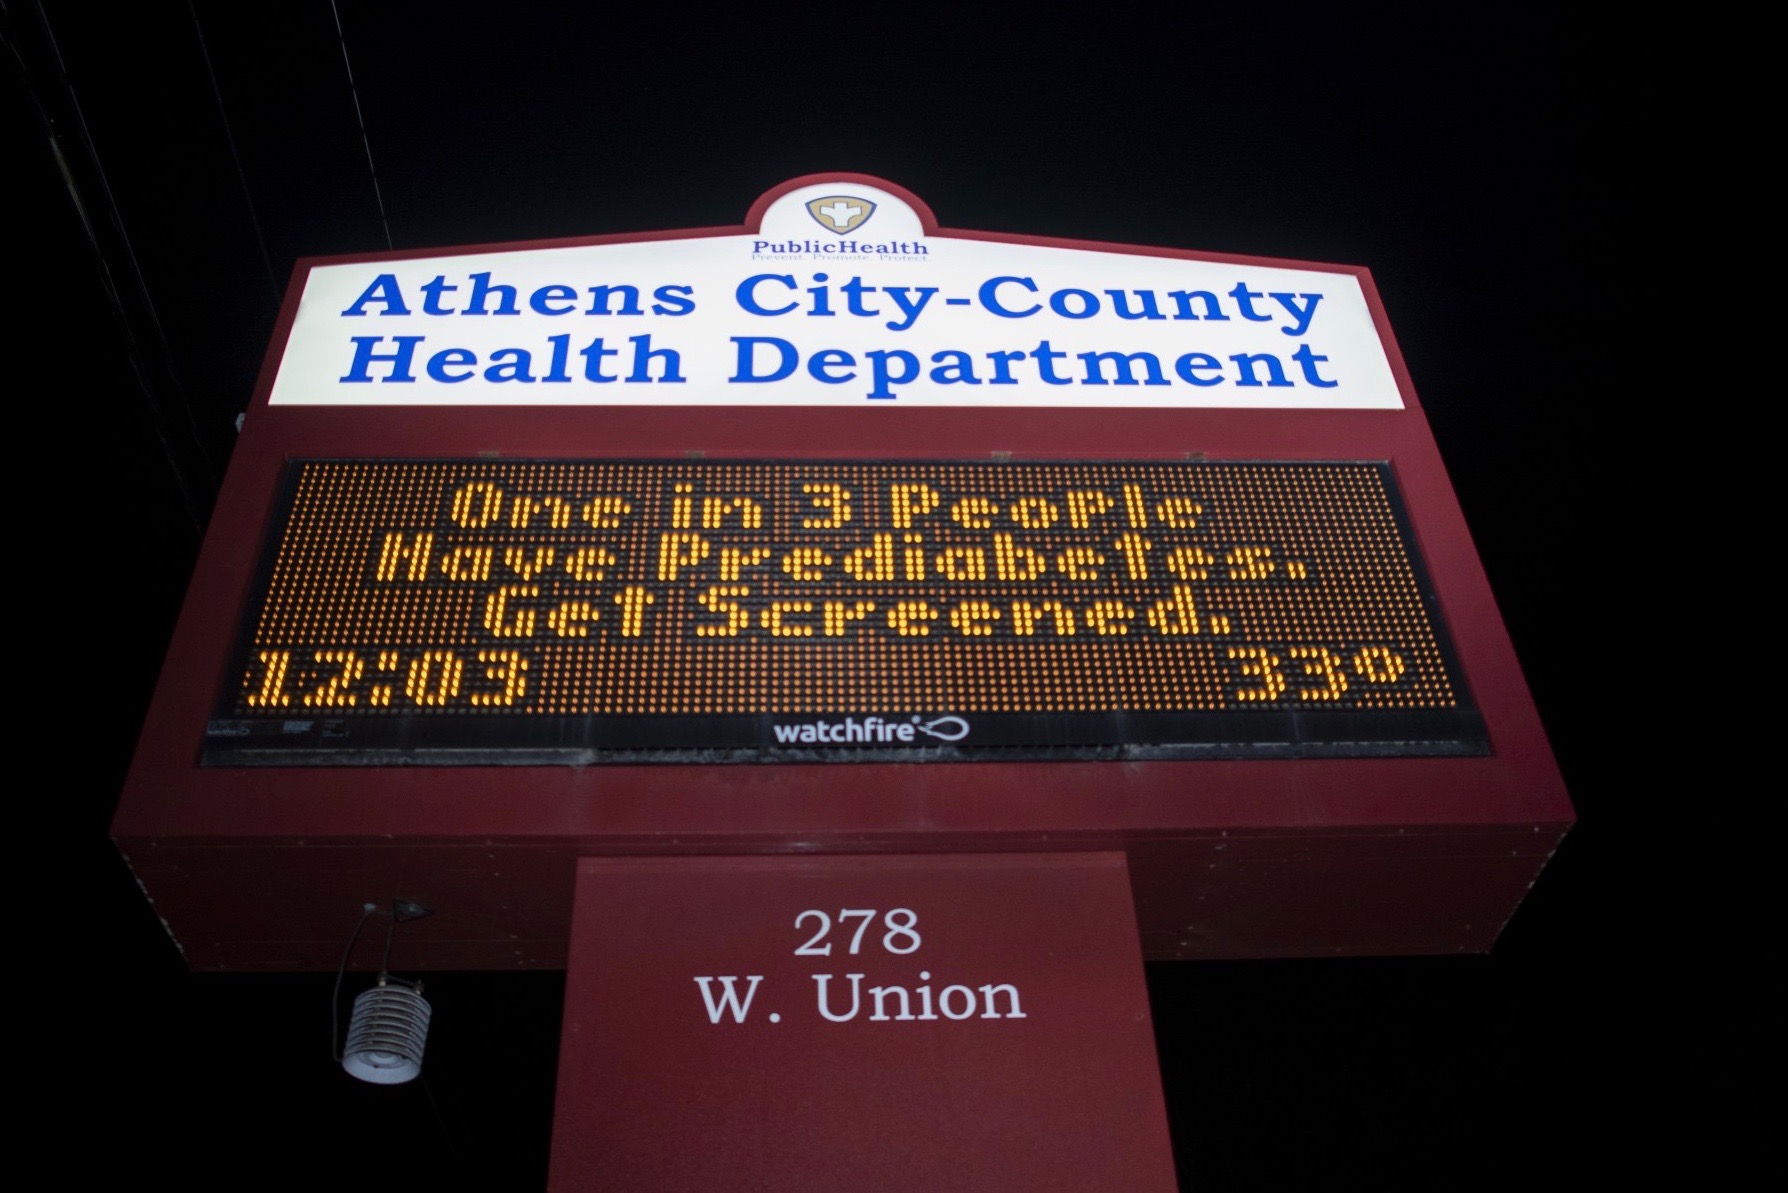 PublicHealth
Prevent. Promote. Protect.
Athens City-County
Health Department
One in 3 People
Have Prediabetes.
Get Screened.
12:03 33º
watchfire®
278
W. Union